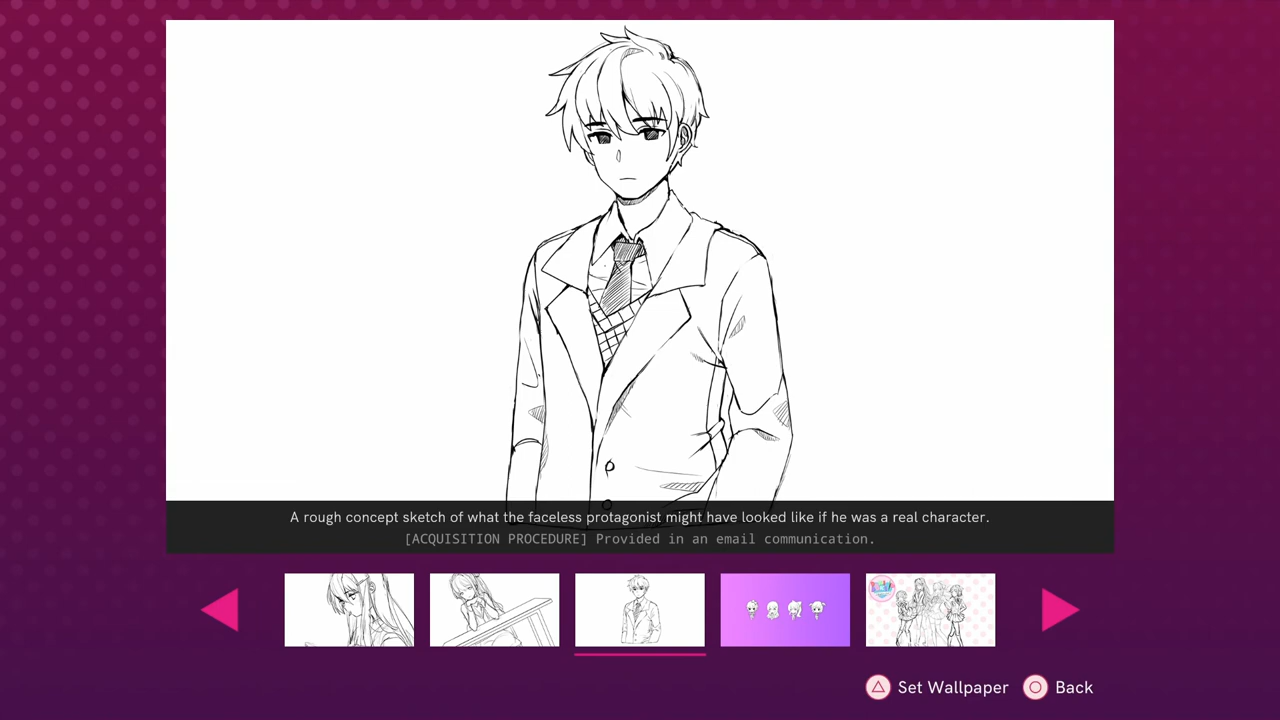 A rough concept sketch of what the faceless protagonist might have looked like if he was a real character.
[ACQUISITION PROCEDURE] Provided in an email communication.
Set Wallpaper
Back